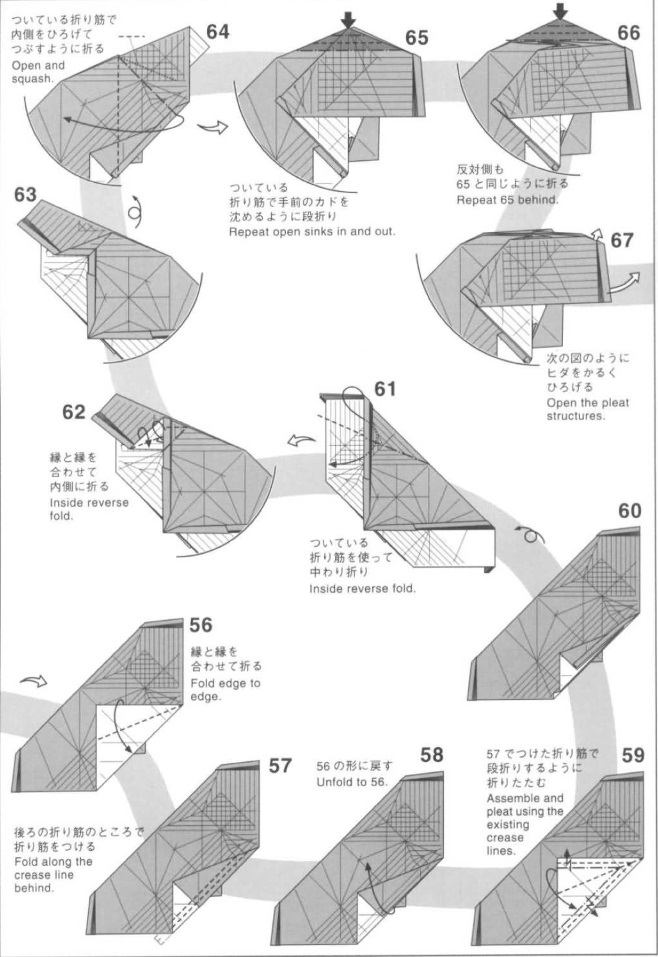 56
縁と縁を
合わせて折る
Fold edge to
edge.
57
後ろの折り筋のところで
折り筋をつける
Fold along the
crease line
behind.
58
56 の形に戻す
Unfold to 56.
59
57 でつけた折り筋で
段折りするように
折りたたむ
Assemble and
pleat using the
existing
crease
lines.
60
61
ついている
折り筋を使って
中わり折り
Inside reverse fold.
62
縁と縁を
合わせて
内側に折る
Inside reverse
fold.
63
64
ついている折り筋で
内側をひろげて
つぶすように折る
Open and
squash.
65
ついている
折り筋で手前のカドを
沈めるように段折り
Repeat open sinks in and out.
66
反対側も
65 と同じように折る
Repeat 65 behind.
67
次の図のように
ヒダをかるく
ひろげる
Open the pleat
structures.